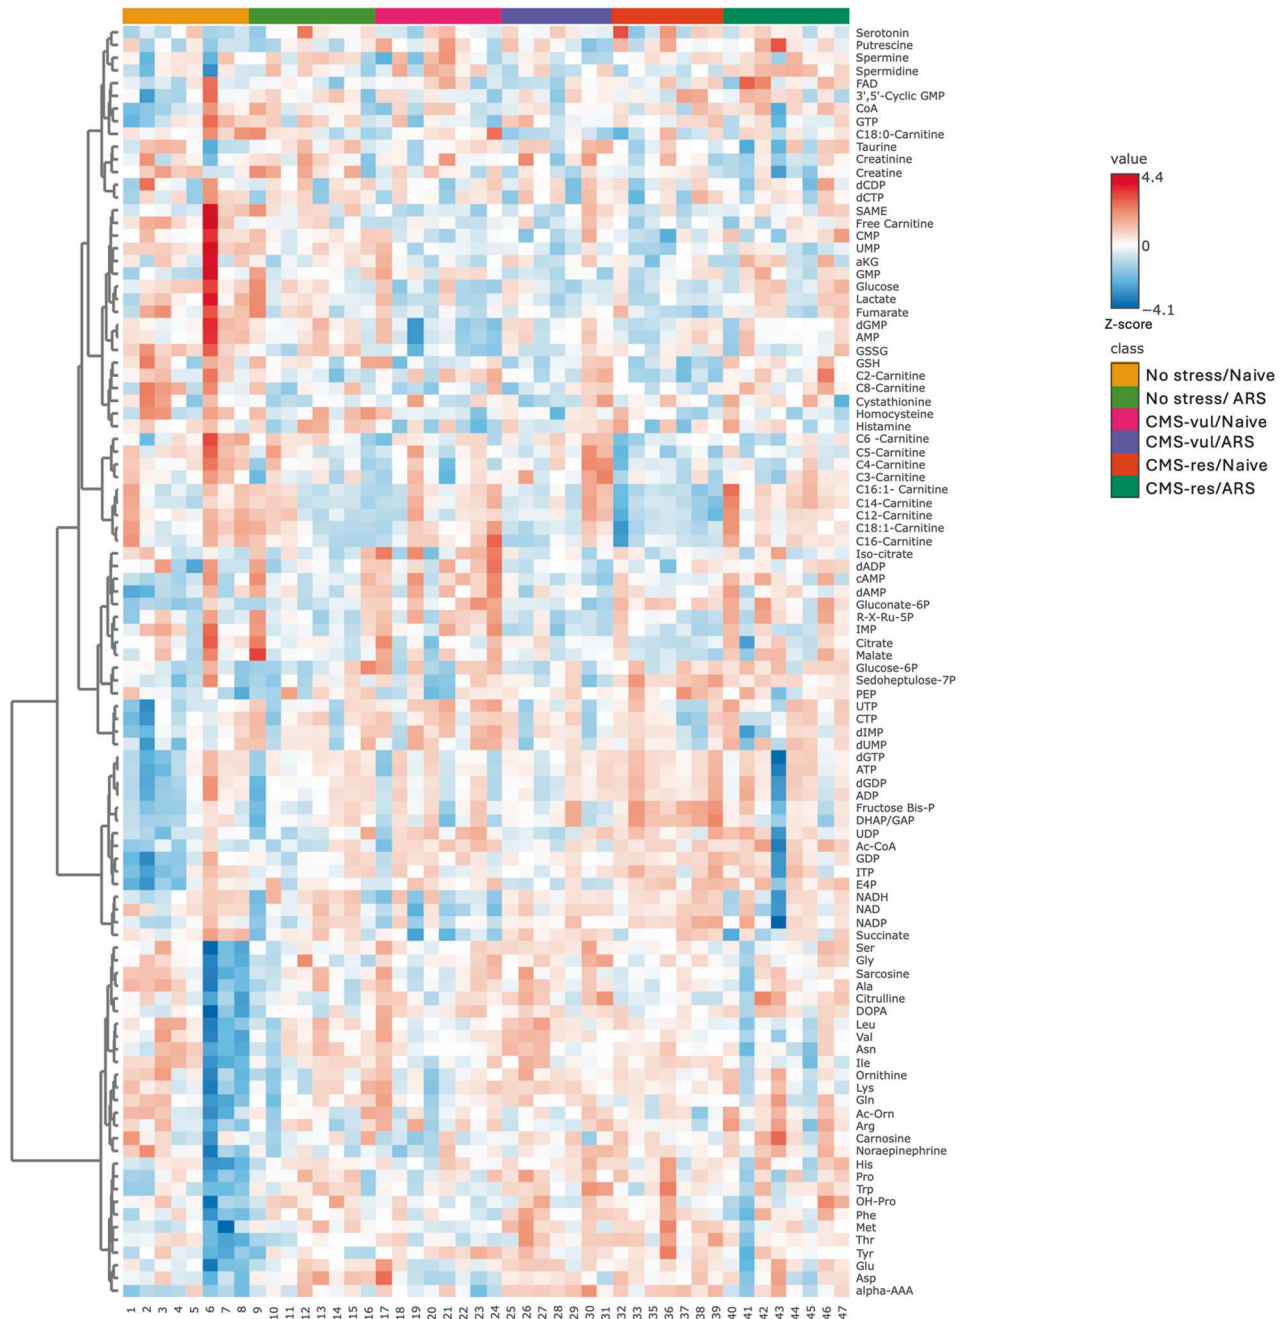 Serotonin
Putrescine
Spermine
Spermidine
FAD
3',5'-Cyclic GMP
CoA
GTP
C18:0-Carnitine
Taurine
Creatinine
Creatine
dCDP
dCTP
SAME
Free Carnitine
CMP
UMP
aKG
GMP
Glucose
Lactate
Fumarate
dGMP
AMP
GSSG
GSH
C2-Carnitine
C8-Carnitine
Cystathionine
Homocysteine
Histamine
C6 -Carnitine
C5-Carnitine
C4-Carnitine
C3-Carnitine
C16:1- Carnitine
C14-Carnitine
C12-Carnitine
C18:1-Carnitine
C16-Carnitine
Iso-citrate
dADP
cAMP
dAMP
Gluconate-6P
R-X-Ru-5P
IMP
Citrate
Malate
Glucose-6P
Sedoheptulose-7P
PEP
UTP
CTP
dIMP
dUMP
dGTP
ATP
dGDP
ADP
Fructose Bis-P
DHAP/GAP
UDP
Ac-CoA
GDP
ITP
E4P
NADH
NAD
NADP
Succinate
Ser
Gly
Sarcosine
Ala
Citrulline
DOPA
Leu
Val
Asn
Ile
Ornithine
Lys
Gln
Ac-Orn
Arg
Carnosine
Noraepinephrine
His
Pro
Trp
OH-Pro
Phe
Met
Thr
Tyr
Glu
Asp
alpha-AAA
1 2 3 4 5 6 7 8 9 10 11 12 13 14 15 16 17 18 19 20 21 22 23 24 25 26 27 28 29 30 31 32 33 35 36 37 38 39 40 41 42 43 44 45 46 47
value
4.4
0
−4.1
Z-score
class
No stress/Naive
No stress/ ARS
CMS-vul/Naive
CMS-vul/ARS
CMS-res/Naive
CMS-res/ARS